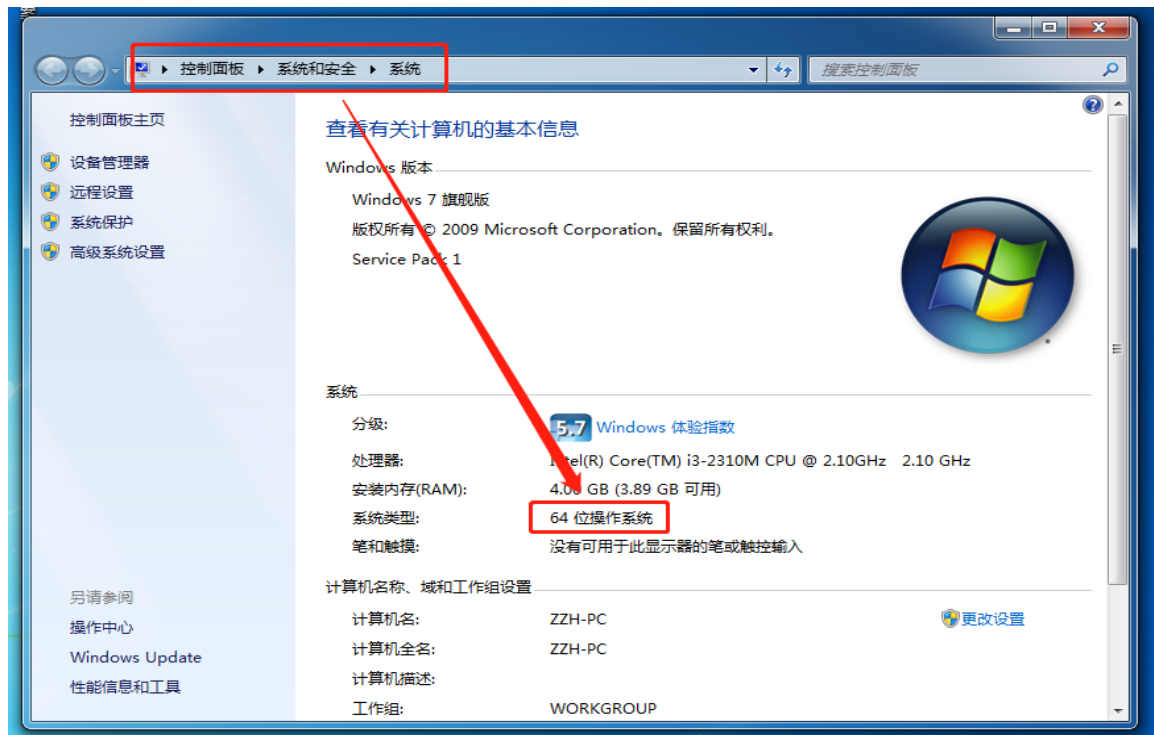 控制面板 系统和安全 系统
搜索控制面板
控制面板主页
设备管理器
远程设置
系统保护
高级系统设置
另请参阅
操作中心
Windows Update
性能信息和工具
查看有关计算机的基本信息
Windows 版本
Windows 7 旗舰版
版权所有 © 2009 Microsoft Corporation。保留所有权利。
Service Pack 1
系统
分级: 5.7 Windows 体验指数
处理器: Intel(R) Core(TM) i3-2310M CPU @ 2.10GHz 2.10 GHz
安装内存(RAM): 4.00 GB (3.89 GB 可用)
系统类型: 64 位操作系统
笔和触摸: 没有可用于此显示器的笔或触控输入
计算机名称、域和工作组设置
计算机名: ZZH-PC 更改设置
计算机全名: ZZH-PC
计算机描述:
工作组: WORKGROUP